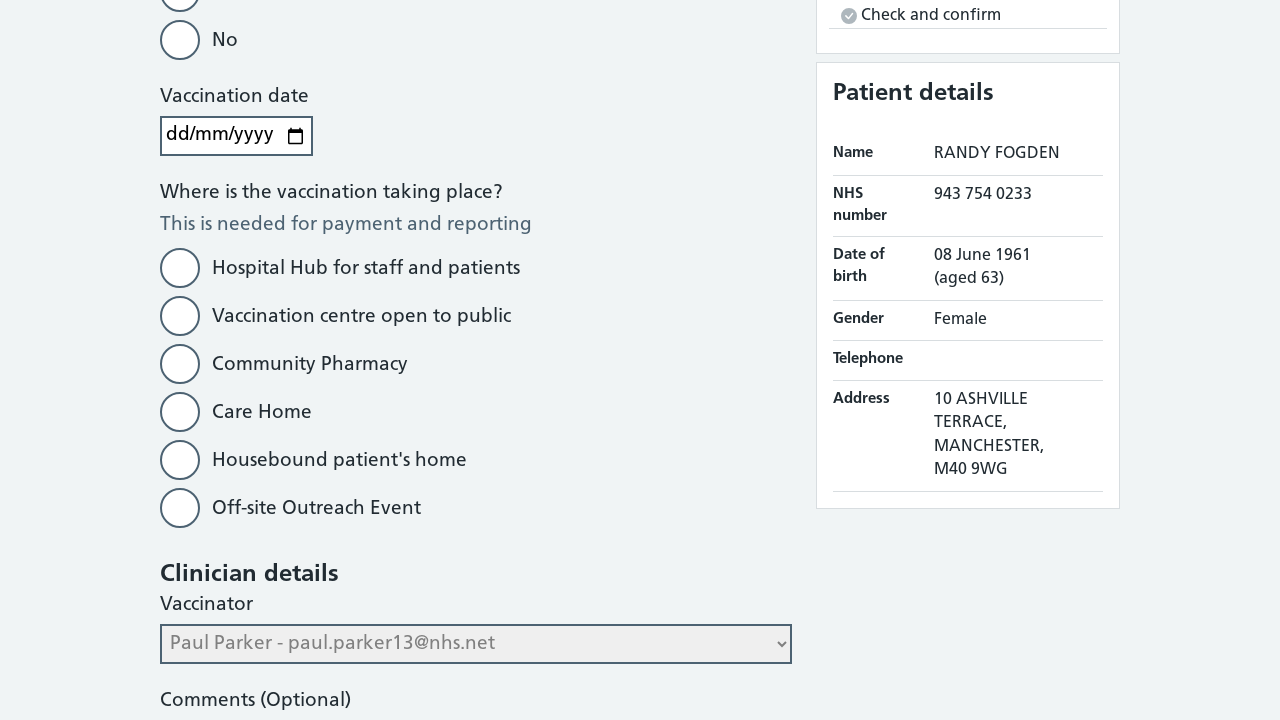 No
Vaccination date
dd/mm/yyyy
Where is the vaccination taking place?
This is needed for payment and reporting
Hospital Hub for staff and patients
Vaccination centre open to public
Community Pharmacy
Care Home
Housebound patient's home
Off-site Outreach Event
Clinician details
Vaccinator
Paul Parker - paul.parker13@nhs.net
Comments (Optional)
Check and confirm
Patient details
Name RANDY FOGDEN
NHS 943 754 0233
number
Date of 08 June 1961
birth (aged 63)
Gender Female
Telephone
Address 10 ASHVILLE
TERRACE,
MANCHESTER,
M40 9WG